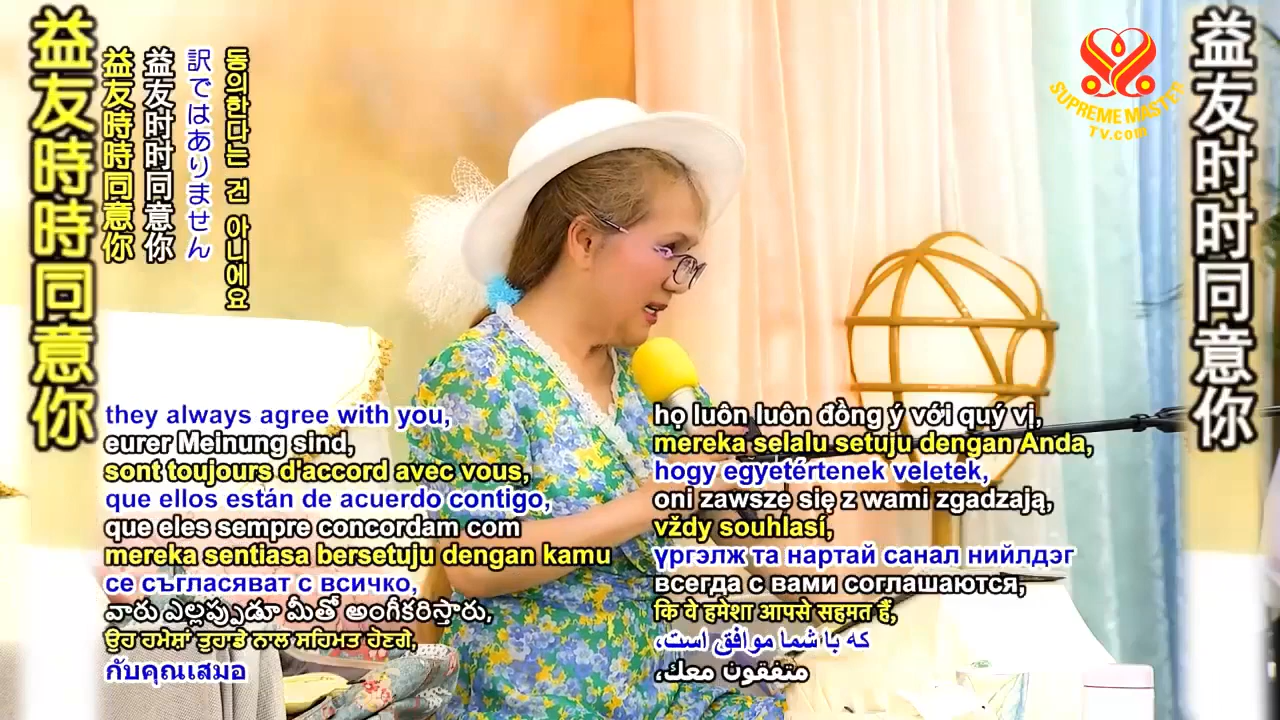 益友時時同意你
益友時時同意你
益友时时同意你
訳ではありません
동의한다는 건 아니에요
SUPREME MASTER
TV.com
益友时时同意你
they always agree with you,
eurer Meinung sind,
sont toujours d'accord avec vous,
que ellos están de acuerdo contigo,
que eles sempre concordam com
mereka sentiasa bersetuju dengan kamu
се съгласяват с всичко,
వారు ఎల్లప్పుడూ మీతో అంగీకరిస్తారు,
ਉਹ ਹਮੇਸ਼ਾਂ ਤੁਹਾਡੇ ਨਾਲ ਸਹਿਮਤ ਹੋਣਗੇ,
กับคุณเสมอ
họ luôn luôn đồng ý với quý vị,
mereka selalu setuju dengan Anda,
hogy egyetértenek veletek,
oni zawsze się z wami zgadzają,
vždy souhlasí,
үргэлж та нартай санал нийлдэг
всегда с вами соглашаются,
कि वे हमेशा आपसे सहमत हैं,
که با شما موافق است،
متفقون معك،